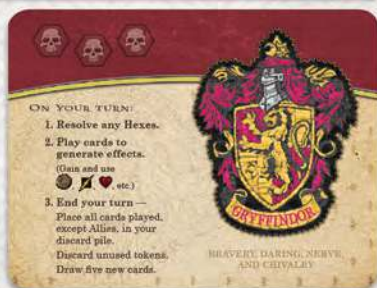 ON YOUR TURN:
1. Resolve any Hexes.
2. Play cards to
generate effects.
(Gain and use
, etc.)
3. End your turn —
Place all cards played,
except Allies, in your
discard pile.
Discard unused tokens.
Draw five new cards.
GRYFFINDOR
BRAVERY, DARING, NERVE,
AND CHIVALRY